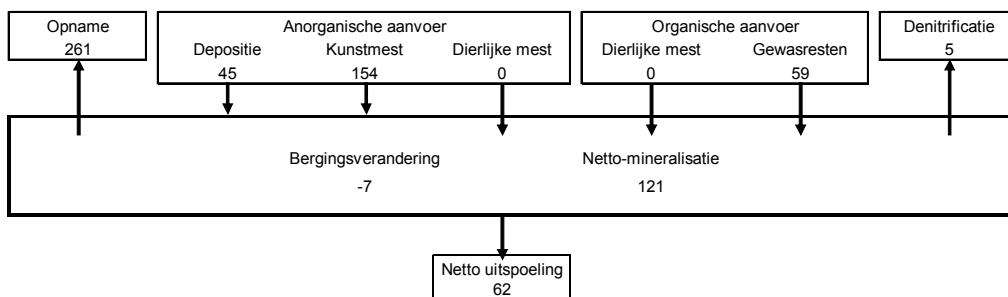 Opname
261
Anorganische aanvoer
Depositie Kunstmest Dierlijke mest
45 154 0
Organische aanvoer
Dierlijke mest Gewasresten
0 59
Denitrificatie
5
Bergingsverandering
-7
Netto-mineralisatie
121
Netto uitspoeling
62